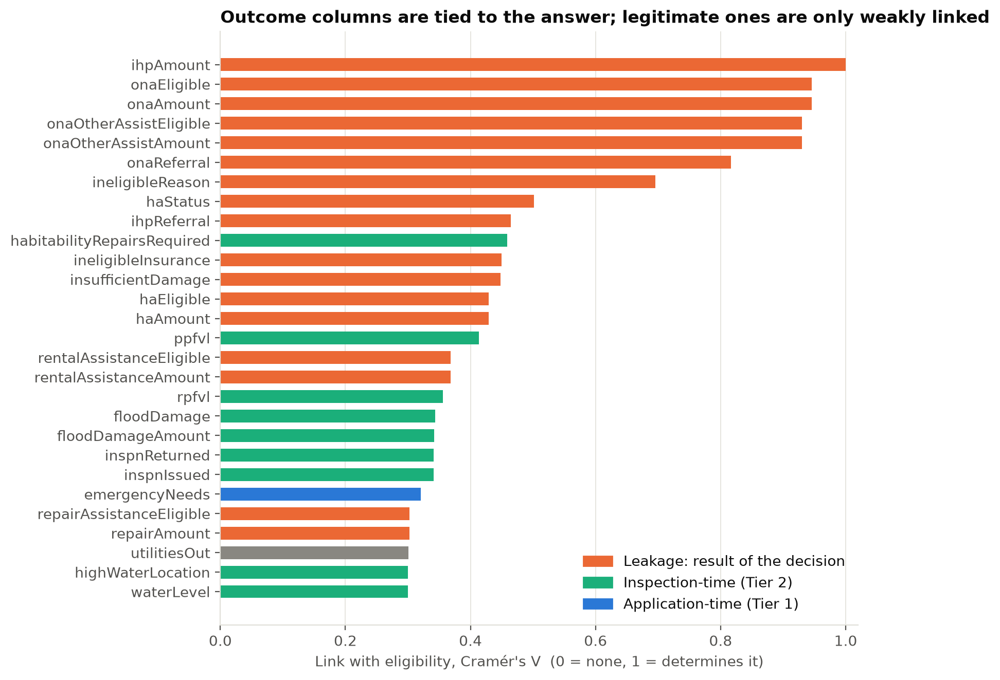 Outcome columns are tied to the answer; legitimate ones are only weakly linked
ihpAmount
onaEligible
onaAmount
onaOtherAssistEligible
onaOtherAssistAmount
onaReferral
ineligibleReason
haStatus
ihpReferral
habitabilityRepairsRequired
ineligibleInsurance
insufficientDamage
haEligible
haAmount
ppfvl
rentalAssistanceEligible
rentalAssistanceAmount
rpfvl
floodDamage
floodDamageAmount
inspnReturned
inspnIssued
emergencyNeeds
repairAssistanceEligible
repairAmount
utilitiesOut
highWaterLocation
waterLevel
Leakage: result of the decision
Inspection-time (Tier 2)
Application-time (Tier 1)
0.0 0.2 0.4 0.6 0.8 1.0
Link with eligibility, Cramér's V  (0 = none, 1 = determines it)